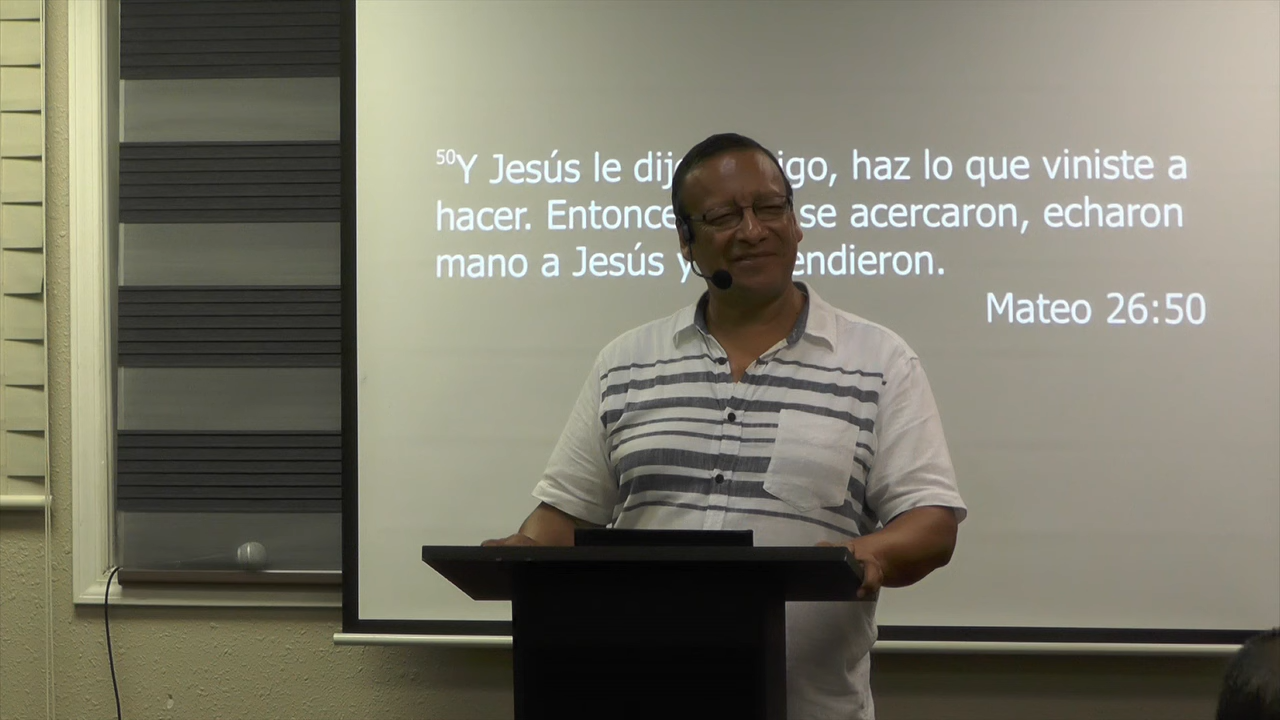 ⁵⁰Y Jesús le dij igo, haz lo que viniste a
hacer. Entonce se acercaron, echaron
mano a Jesús y endieron.
Mateo 26:50